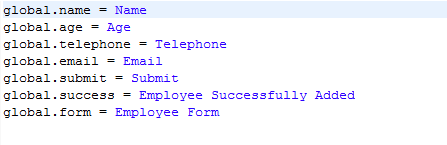 global.name = Name
global.age = Age
global.telephone = Telephone
global.email = Email
global.submit = Submit
global.success = Employee Successfully Added
global.form = Employee Form